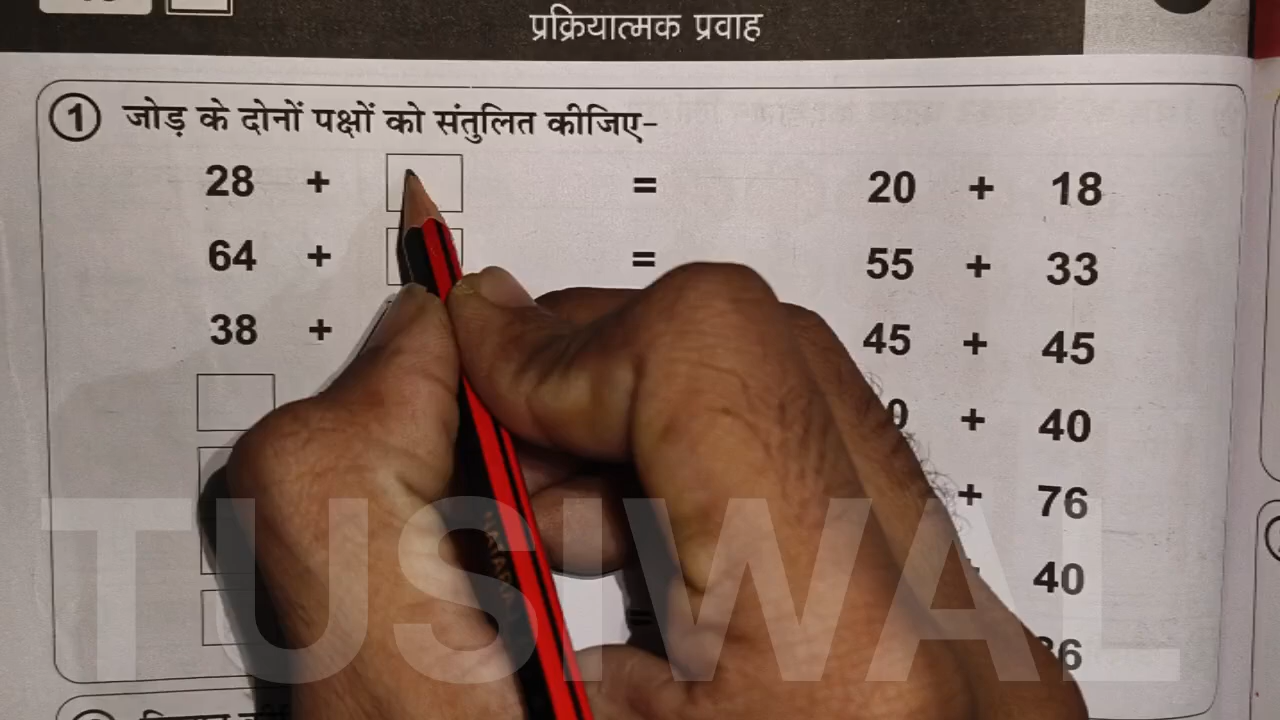 प्रक्रियात्मक प्रवाह
1 जोड़ के दोनों पक्षों को संतुलित कीजिए-
28 + = 20 + 18
64 + = 55 + 33
38 + 45 + 45
+ 40
+ 76
40
TUSIWAL